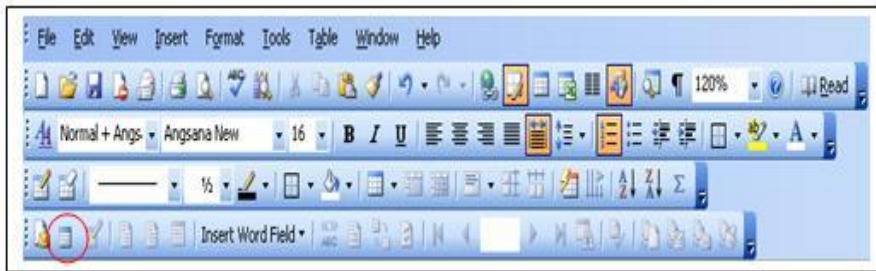 File Edit View Insert Format Tools Table Window Help
120% Read
Normal + Angs Angsana New 16 B I U A
½
Insert Word Field